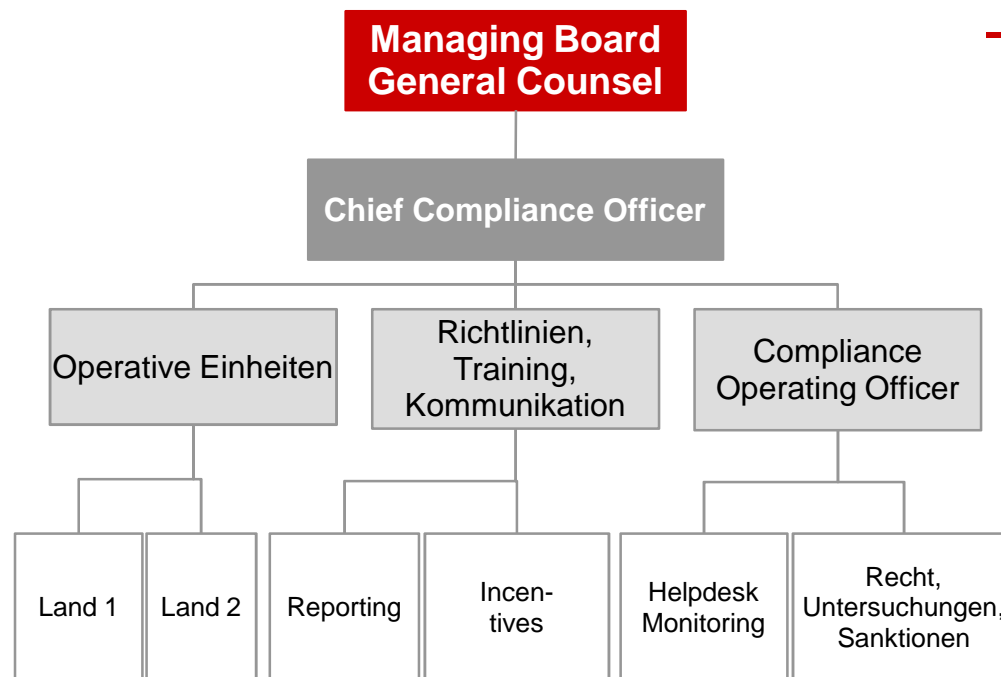 Managing Board
General Counsel
Chief Compliance Officer
Operative Einheiten
Richtlinien,
Training,
Kommunikation
Compliance
Operating Officer
Land 1
Land 2
Reporting
Incen-
tives
Helpdesk
Monitoring
Recht,
Untersuchungen,
Sanktionen